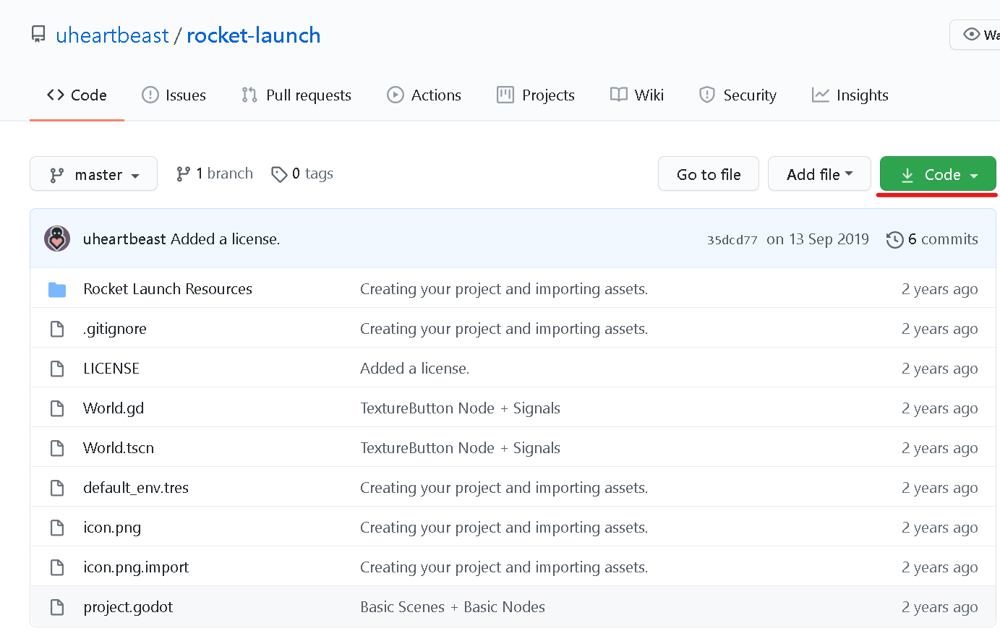 uheartbeast / rocket-launch
Code Issues Pull requests Actions Projects Wiki Security Insights
master 1 branch 0 tags Go to file Add file Code
uheartbeast Added a license. 35dcd77 on 13 Sep 2019 6 commits
Rocket Launch Resources Creating your project and importing assets. 2 years ago
.gitignore Creating your project and importing assets. 2 years ago
LICENSE Added a license. 2 years ago
World.gd TextureButton Node + Signals 2 years ago
World.tscn TextureButton Node + Signals 2 years ago
default_env.tres Creating your project and importing assets. 2 years ago
icon.png Creating your project and importing assets. 2 years ago
icon.png.import Creating your project and importing assets. 2 years ago
project.godot Basic Scenes + Basic Nodes 2 years ago